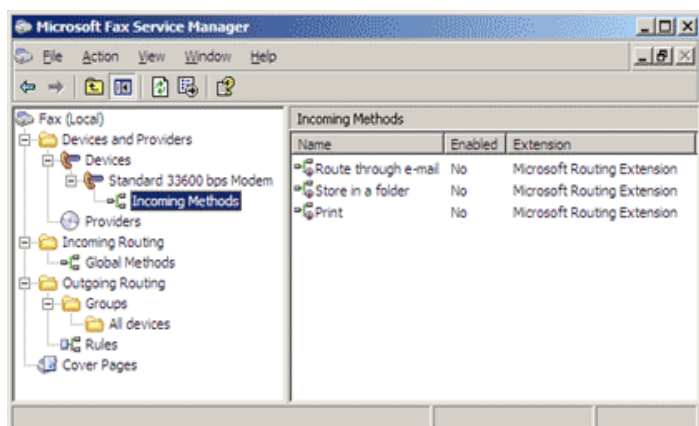 Microsoft Fax Service Manager
File Action View Window Help
Fax (Local)
Devices and Providers
Devices
Standard 33600 bps Modem
Incoming Methods
Providers
Incoming Routing
Global Methods
Outgoing Routing
Groups
All devices
Rules
Cover Pages
Incoming Methods
Name Enabled Extension
Route through e-mail No Microsoft Routing Extension
Store in a folder No Microsoft Routing Extension
Print No Microsoft Routing Extension